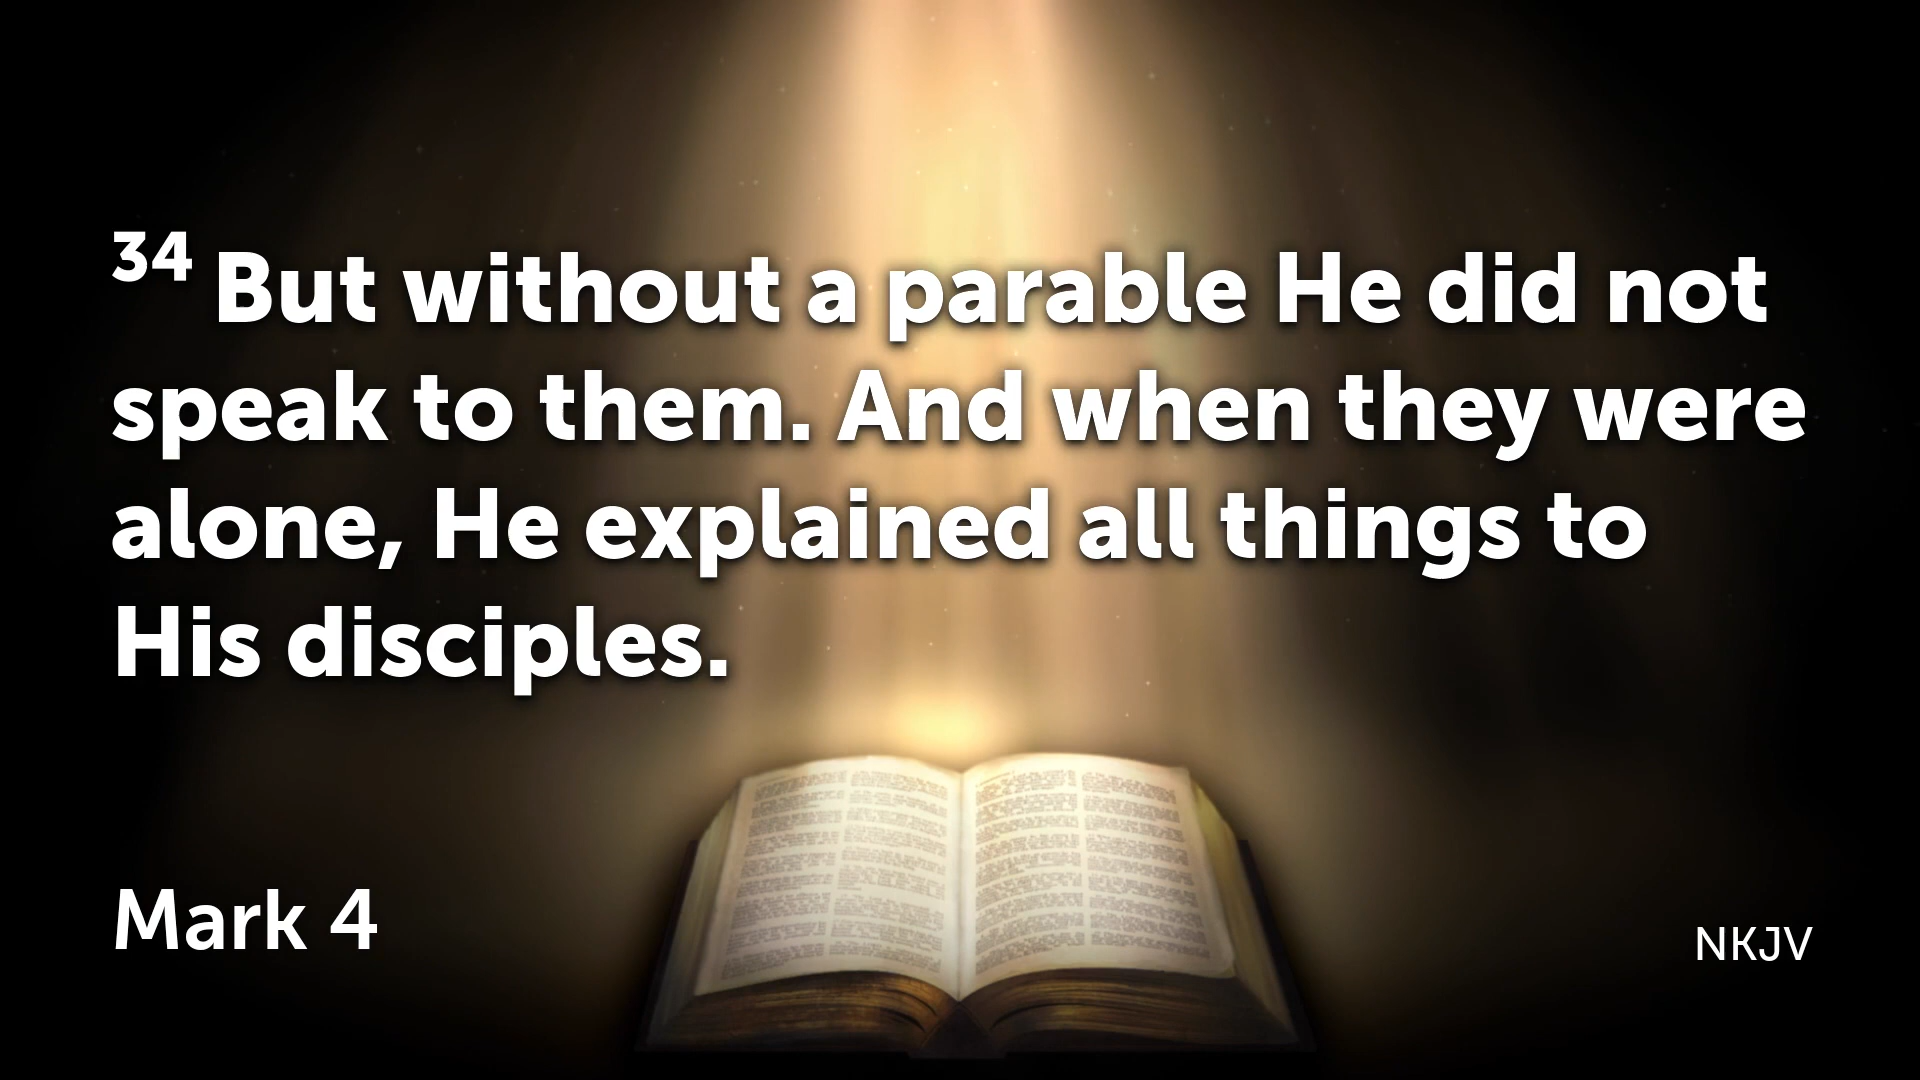 34 But without a parable He did not
speak to them. And when they were
alone, He explained all things to
His disciples.
Mark 4
NKJV